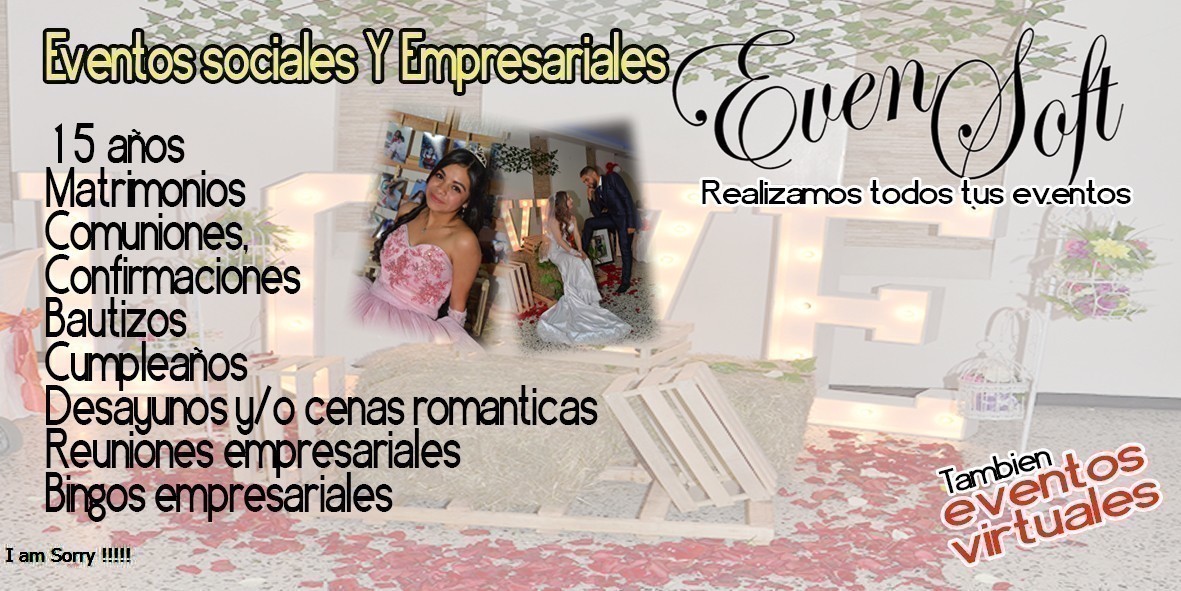 Eventos sociales Y Empresariales
EvenSoft
Realizamos todos tus eventos
15 años
Matrimonios
Comuniones,
Confirmaciones
Bautizos
Cumpleaños
Desayunos y/o cenas romanticas
Reuniones empresariales
Bingos empresariales
Tambien
eventos
virtuales
I am Sorry !!!!!